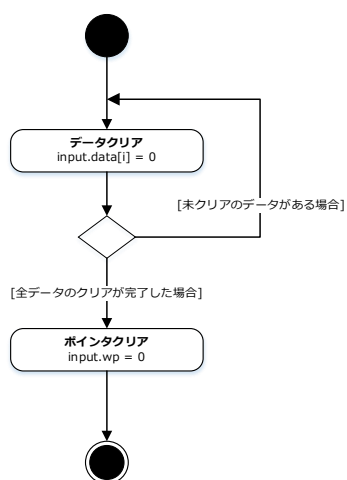 データクリア
input.data[i] = 0
[未クリアのデータがある場合]
[全データのクリアが完了した場合]
ポインタクリア
input.wp = 0